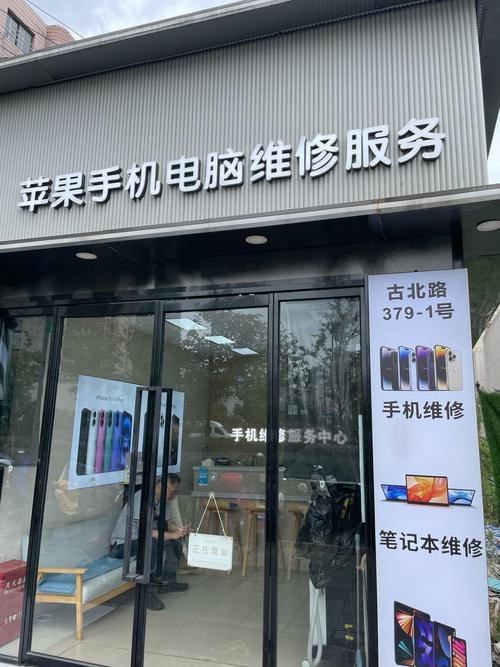 苹果手机电脑维修服务
古北路
379-1号
手机维修
手机维修服务中心
正在营业
笔记本维修